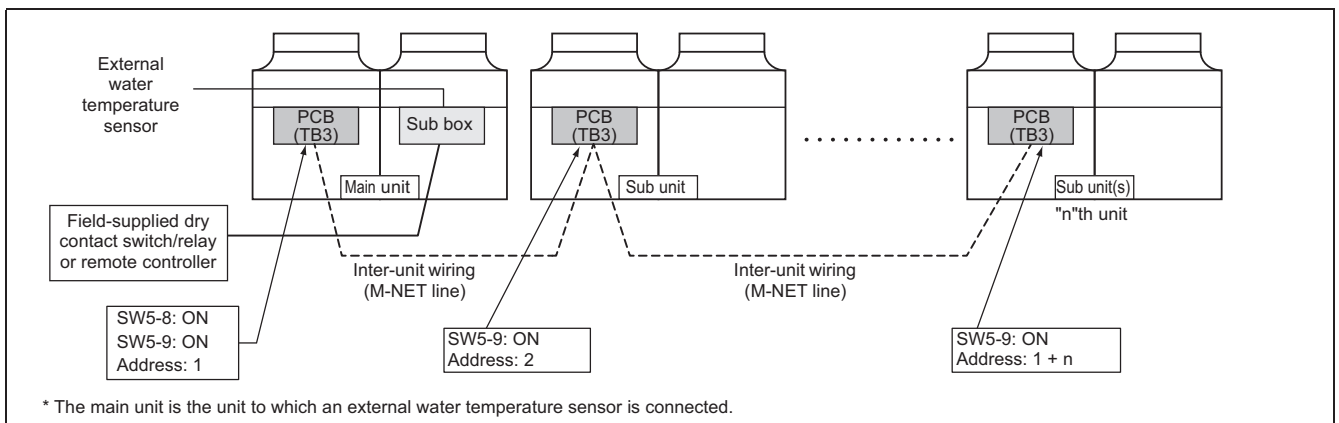 External
water
temperature
sensor
PCB
(TB3)
Sub box
Main unit
PCB
(TB3)
Sub unit
PCB
(TB3)
Sub unit(s)
"n"th unit
Field-supplied dry
contact switch/relay
or remote controller
Inter-unit wiring
(M-NET line)
Inter-unit wiring
(M-NET line)
SW5-8: ON
SW5-9: ON
Address: 1
SW5-9: ON
Address: 2
SW5-9: ON
Address: 1 + n
* The main unit is the unit to which an external water temperature sensor is connected.